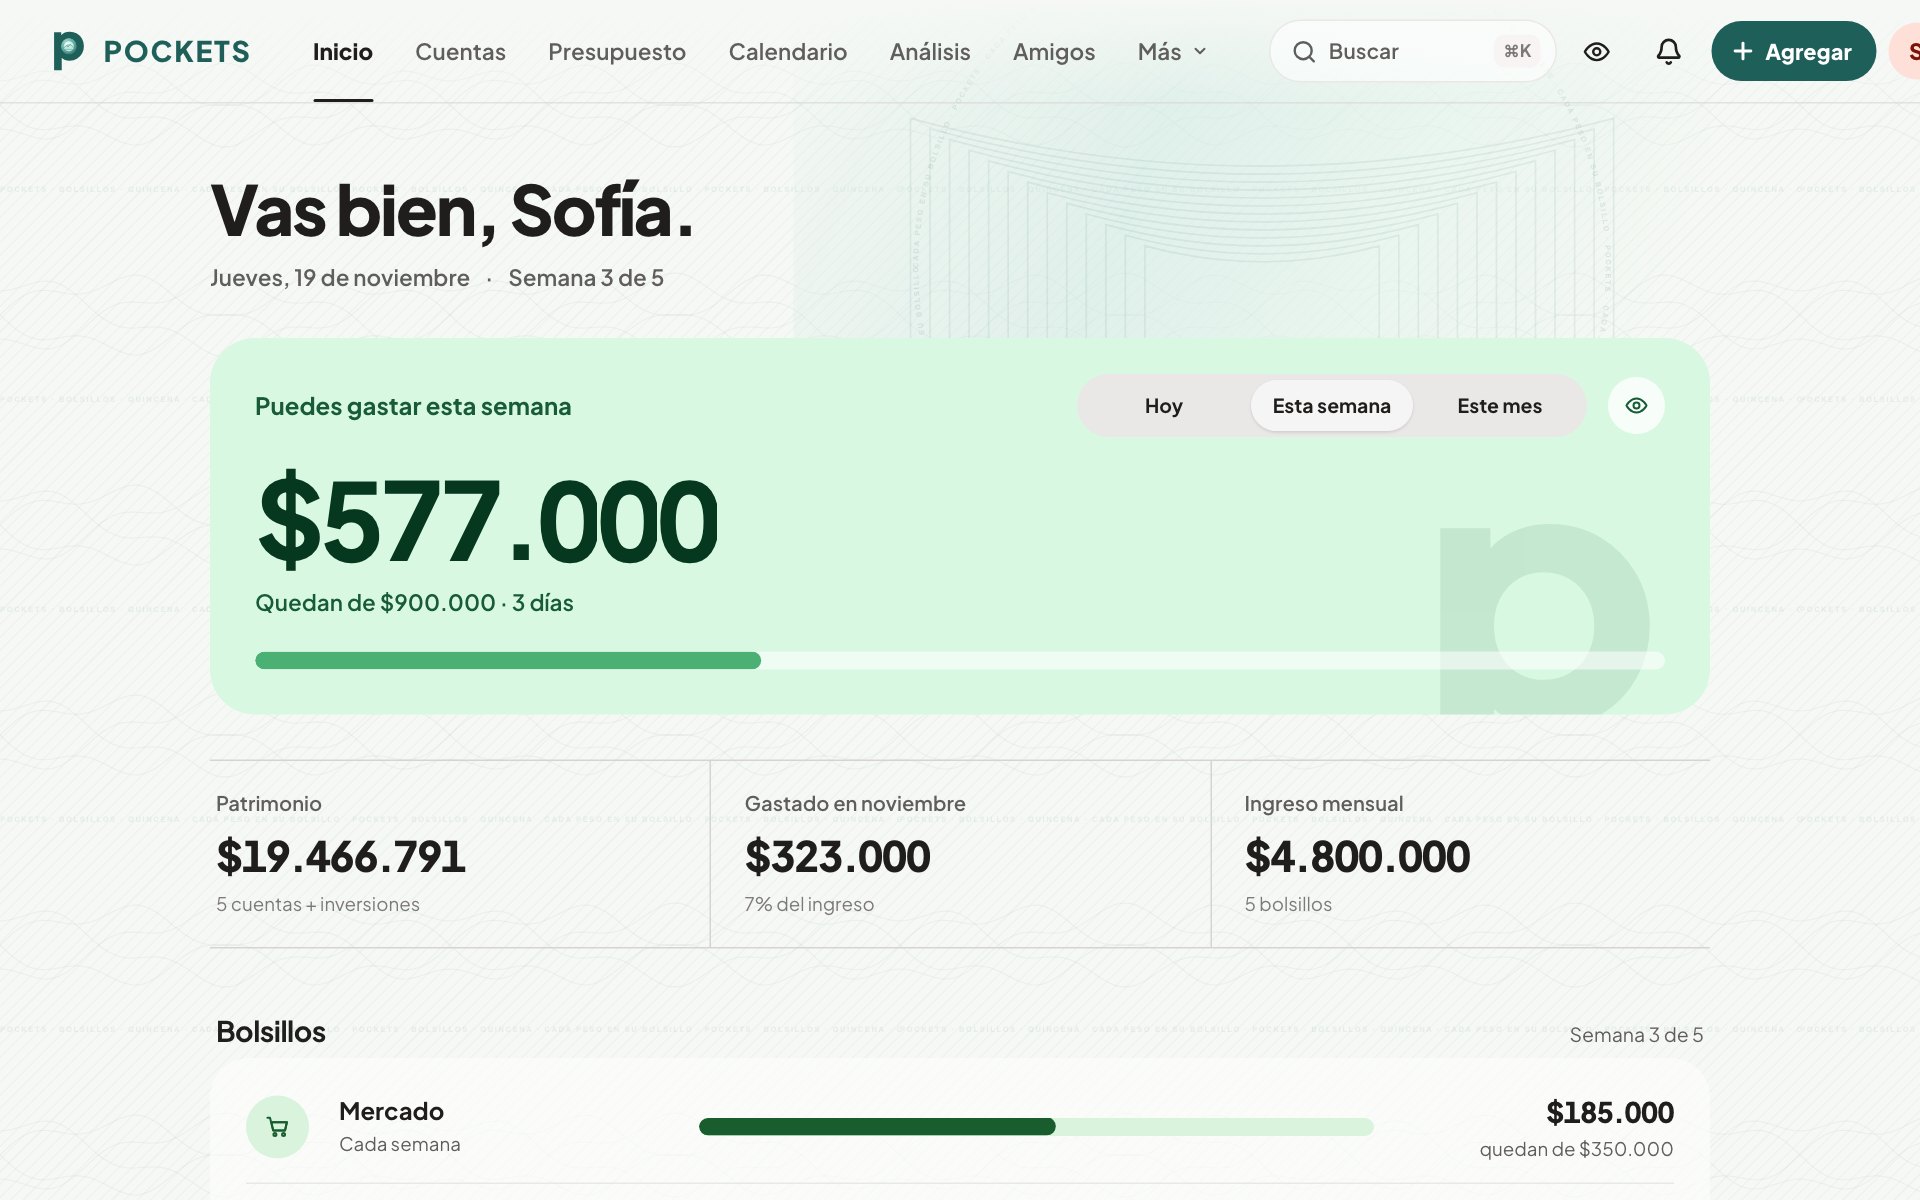 POCKETS
Inicio
Cuentas
Presupuesto
Calendario
Análisis
Amigos
Más
Buscar
⌘K
Agregar
S
Vas bien, Sofía.
Jueves, 19 de noviembre · Semana 3 de 5
Puedes gastar esta semana
Hoy
Esta semana
Este mes
$577.000
Quedan de $900.000 · 3 días
Patrimonio
$19.466.791
5 cuentas + inversiones
Gastado en noviembre
$323.000
7% del ingreso
Ingreso mensual
$4.800.000
5 bolsillos
Bolsillos
Semana 3 de 5
Mercado
Cada semana
$185.000
quedan de $350.000